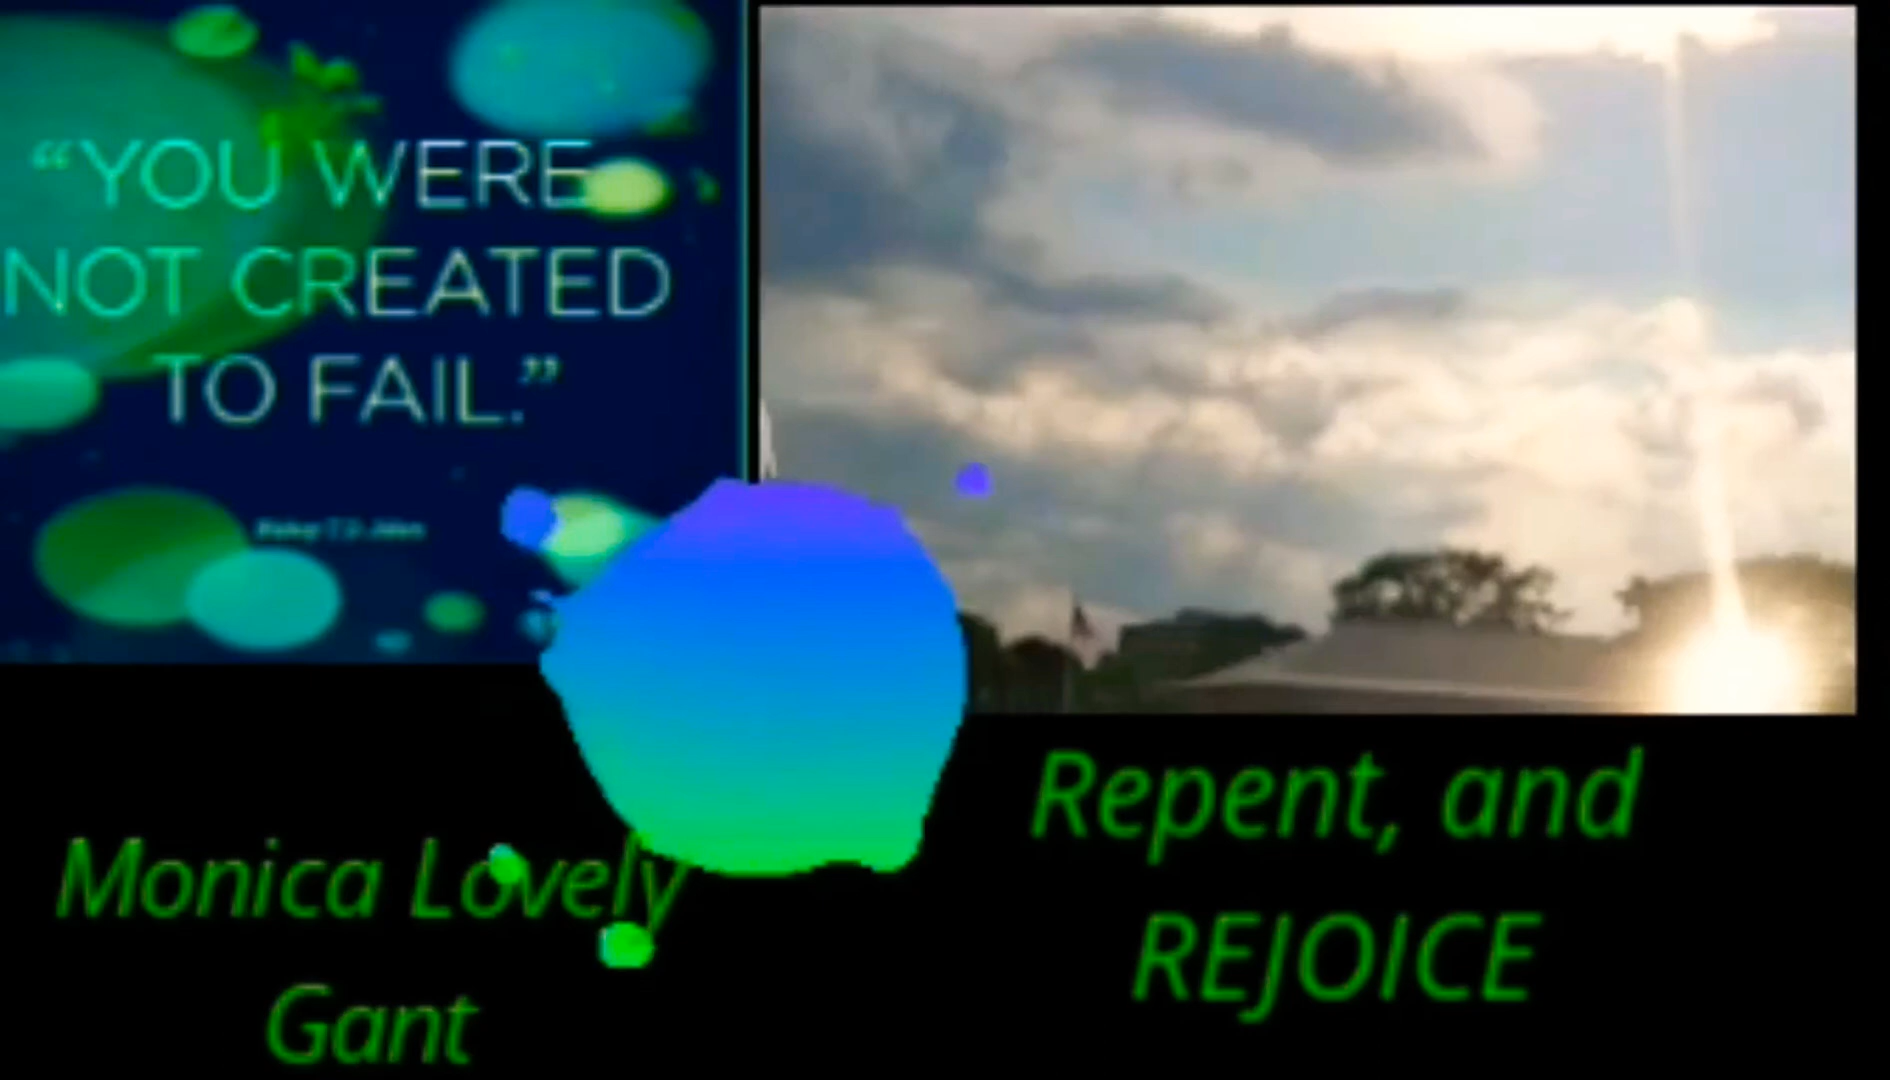 “YOU WERE
NOT CREATED
TO FAIL.”
Monica Lovely
Gant
Repent, and
REJOICE